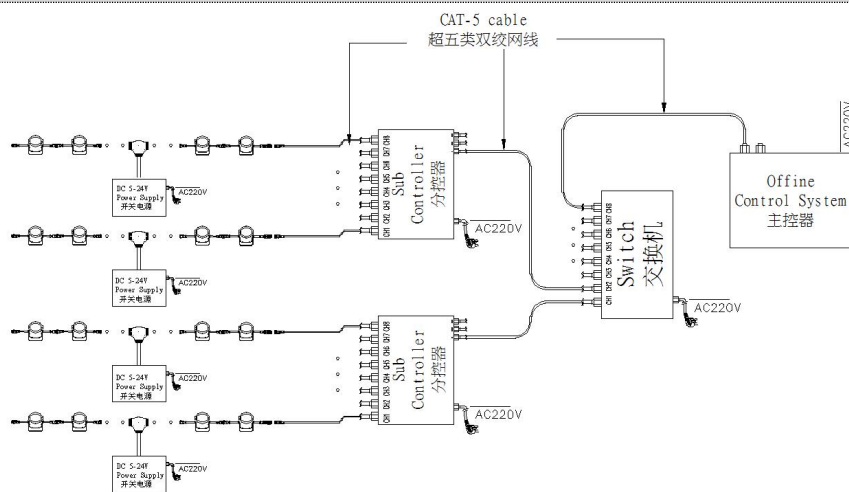 CAT-5 cable
超五类双绞网线
AC220V
Offine
Control System
主控器
Sub
Controller
分控器
CH8
CH7
CH6
CH5
CH4
CH3
CH2
CH1
AC220V
Switch
交换机
CH8
CH7
CH6
CH5
CH4
CH3
CH2
CH1
AC220V
DC 5-24V
Power Supply
开关电源
AC220V
DC 5-24V
Power Supply
开关电源
AC220V
Sub
Controller
分控器
CH8
CH7
CH6
CH5
CH4
CH3
CH2
CH1
AC220V
DC 5-24V
Power Supply
开关电源
AC220V
DC 5-24V
Power Supply
开关电源
AC220V